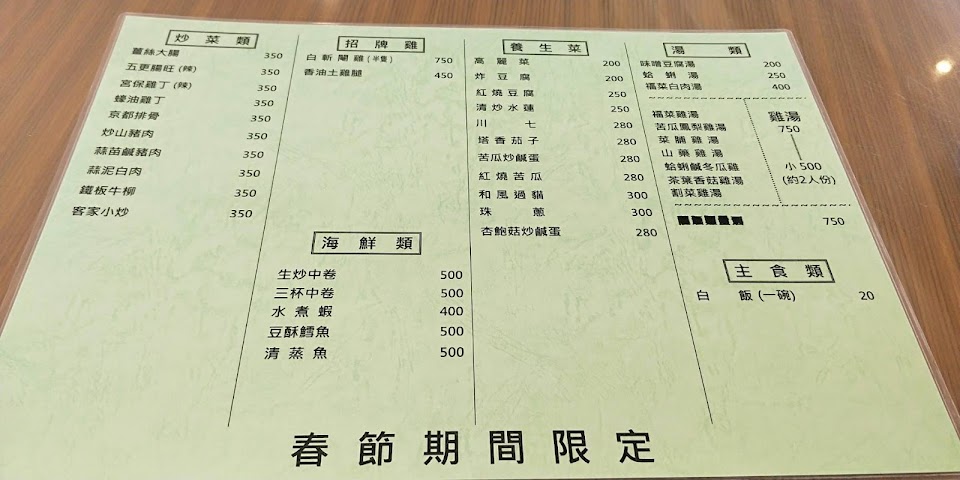 炒菜類
薑絲大腸 350
五更腸旺(辣) 350
宮保雞丁(辣) 350
蠔油雞丁 350
京都排骨 350
炒山豬肉 350
蒜苗鹹豬肉 350
蒜泥白肉 350
鐵板牛柳 350
客家小炒 350
招牌雞
白斬閹雞(半隻) 750
香油土雞腿 450
海鮮類
生炒中卷 500
三杯中卷 500
水煮蝦 400
豆酥鱈魚 500
清蒸魚 500
養生菜
高麗菜 200
炸豆腐 200
紅燒豆腐 250
清炒水蓮 250
川七 280
塔香茄子 280
苦瓜炒鹹蛋 280
紅燒苦瓜 280
和風過貓 300
珠蔥 300
杏鮑菇炒鹹蛋 280
湯類
味噌豆腐湯 200
蛤蜊湯 250
福菜白肉湯 400
福菜雞湯
苦瓜鳳梨雞湯
菜脯雞湯
山藥雞湯
蛤蜊鹹冬瓜雞
茶葉香菇雞湯
割菜雞湯
雞湯
750
小500
(約2人份)
750
主食類
白飯(一碗) 20
春節期間限定